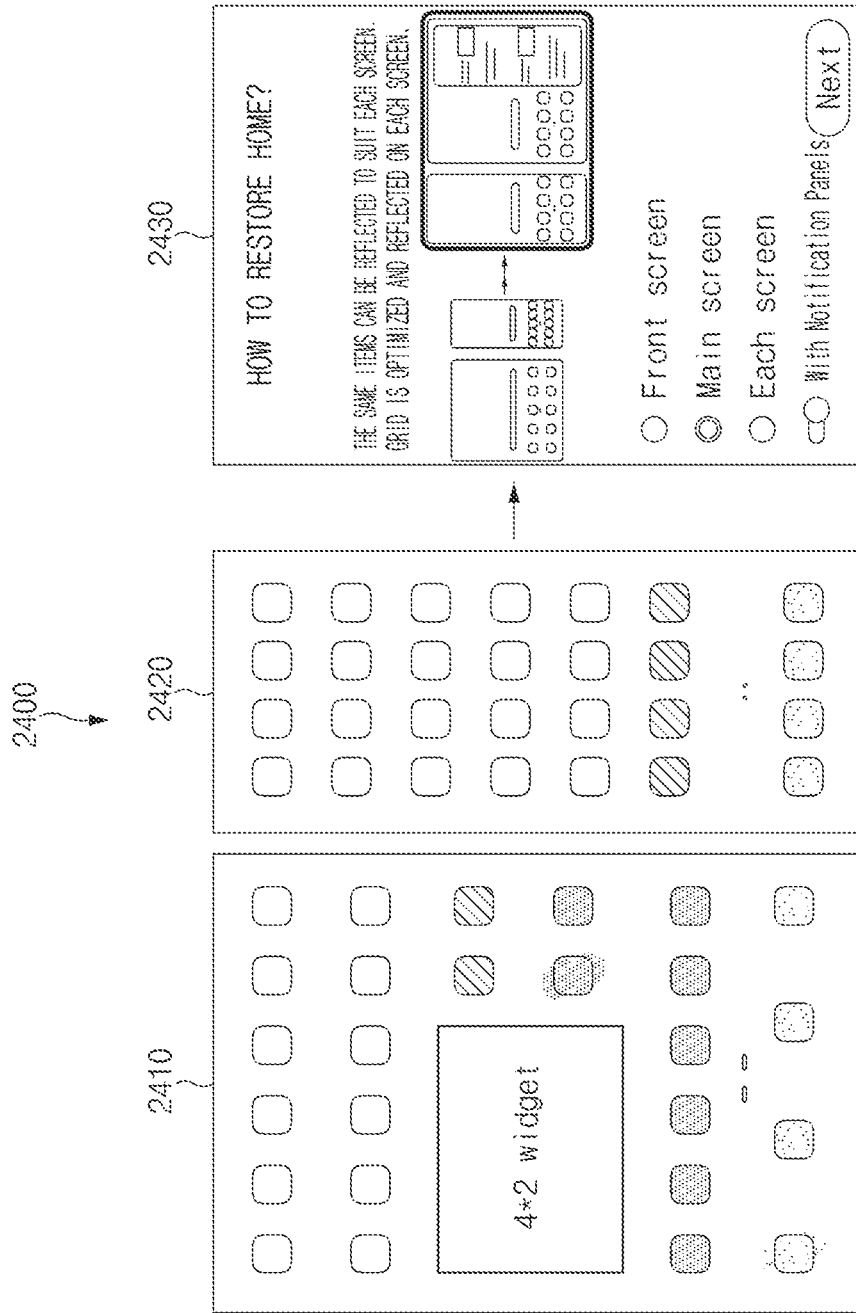 2400
2410
2420
2430
4*2 widget
HOW TO RESTORE HOME?
THE SAME ITEMS CAN BE REFLECTED TO SUIT EACH SCREEN.
GRID IS OPTIMIZED AND REFLECTED ON EACH SCREEN.
Front screen
Main screen
Each screen
With Notification Panels
Next